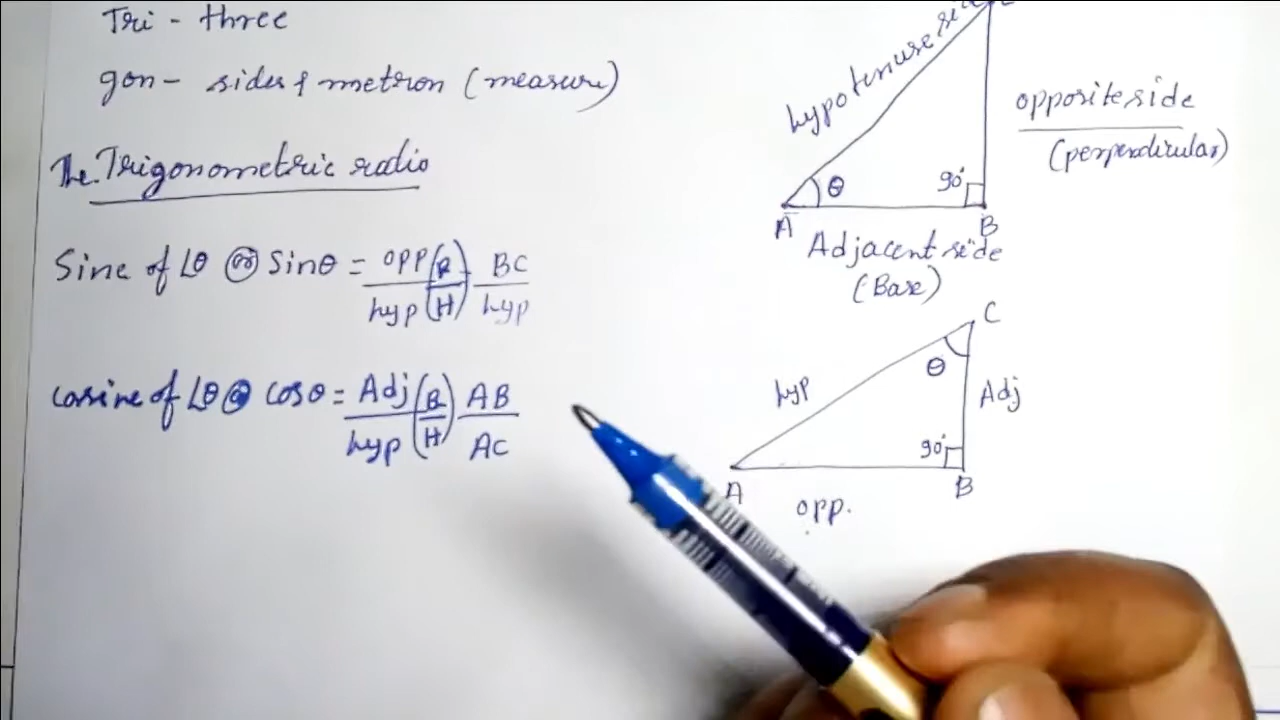 Tri - three
gon - sides & metron (measure)
The Trigonometric radio
Sine of ∠θ or Sinθ = opp/hyp (P/H) BC/hyp
Cosine of ∠θ or cosθ = Adj/hyp (B/H) AB/AC
hypotenuse
opposite side
(perpendicular)
θ
90°
A
B
Adjacent side
(Base)
C
θ
hyp
Adj
90°
A
B
opp.